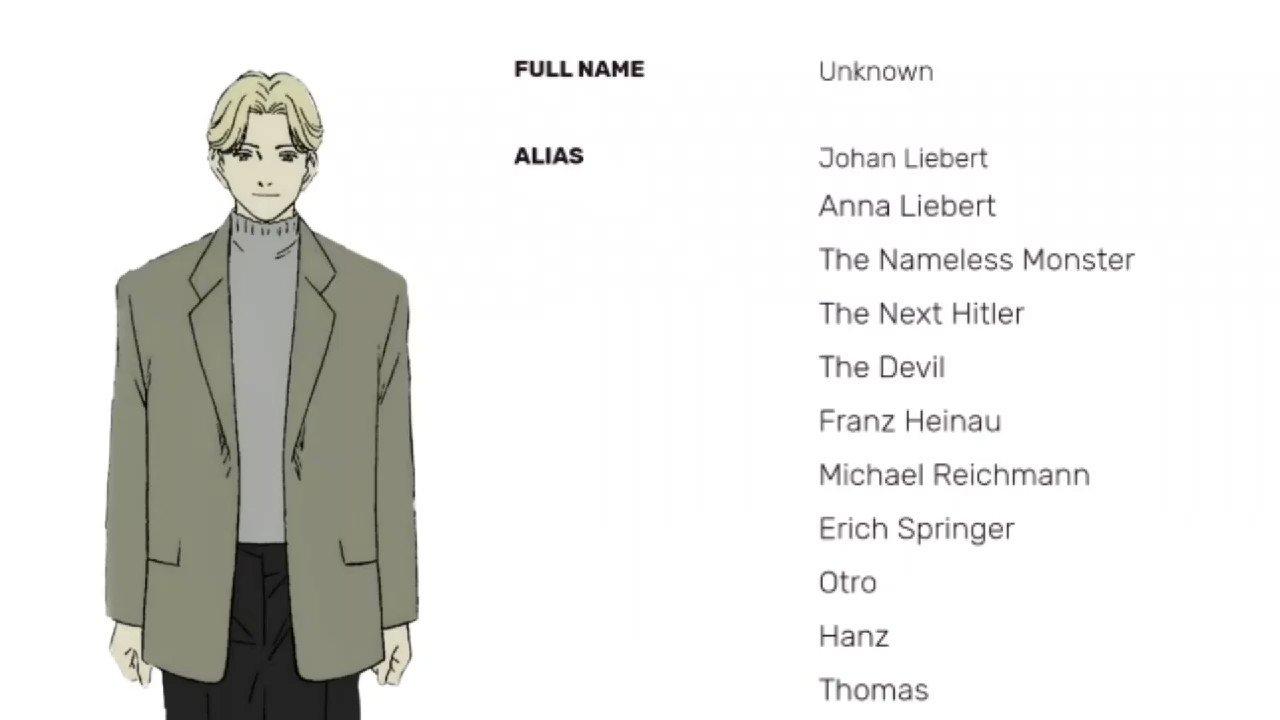 FULL NAME Unknown
ALIAS Johan Liebert
Anna Liebert
The Nameless Monster
The Next Hitler
The Devil
Franz Heinau
Michael Reichmann
Erich Springer
Otro
Hanz
Thomas